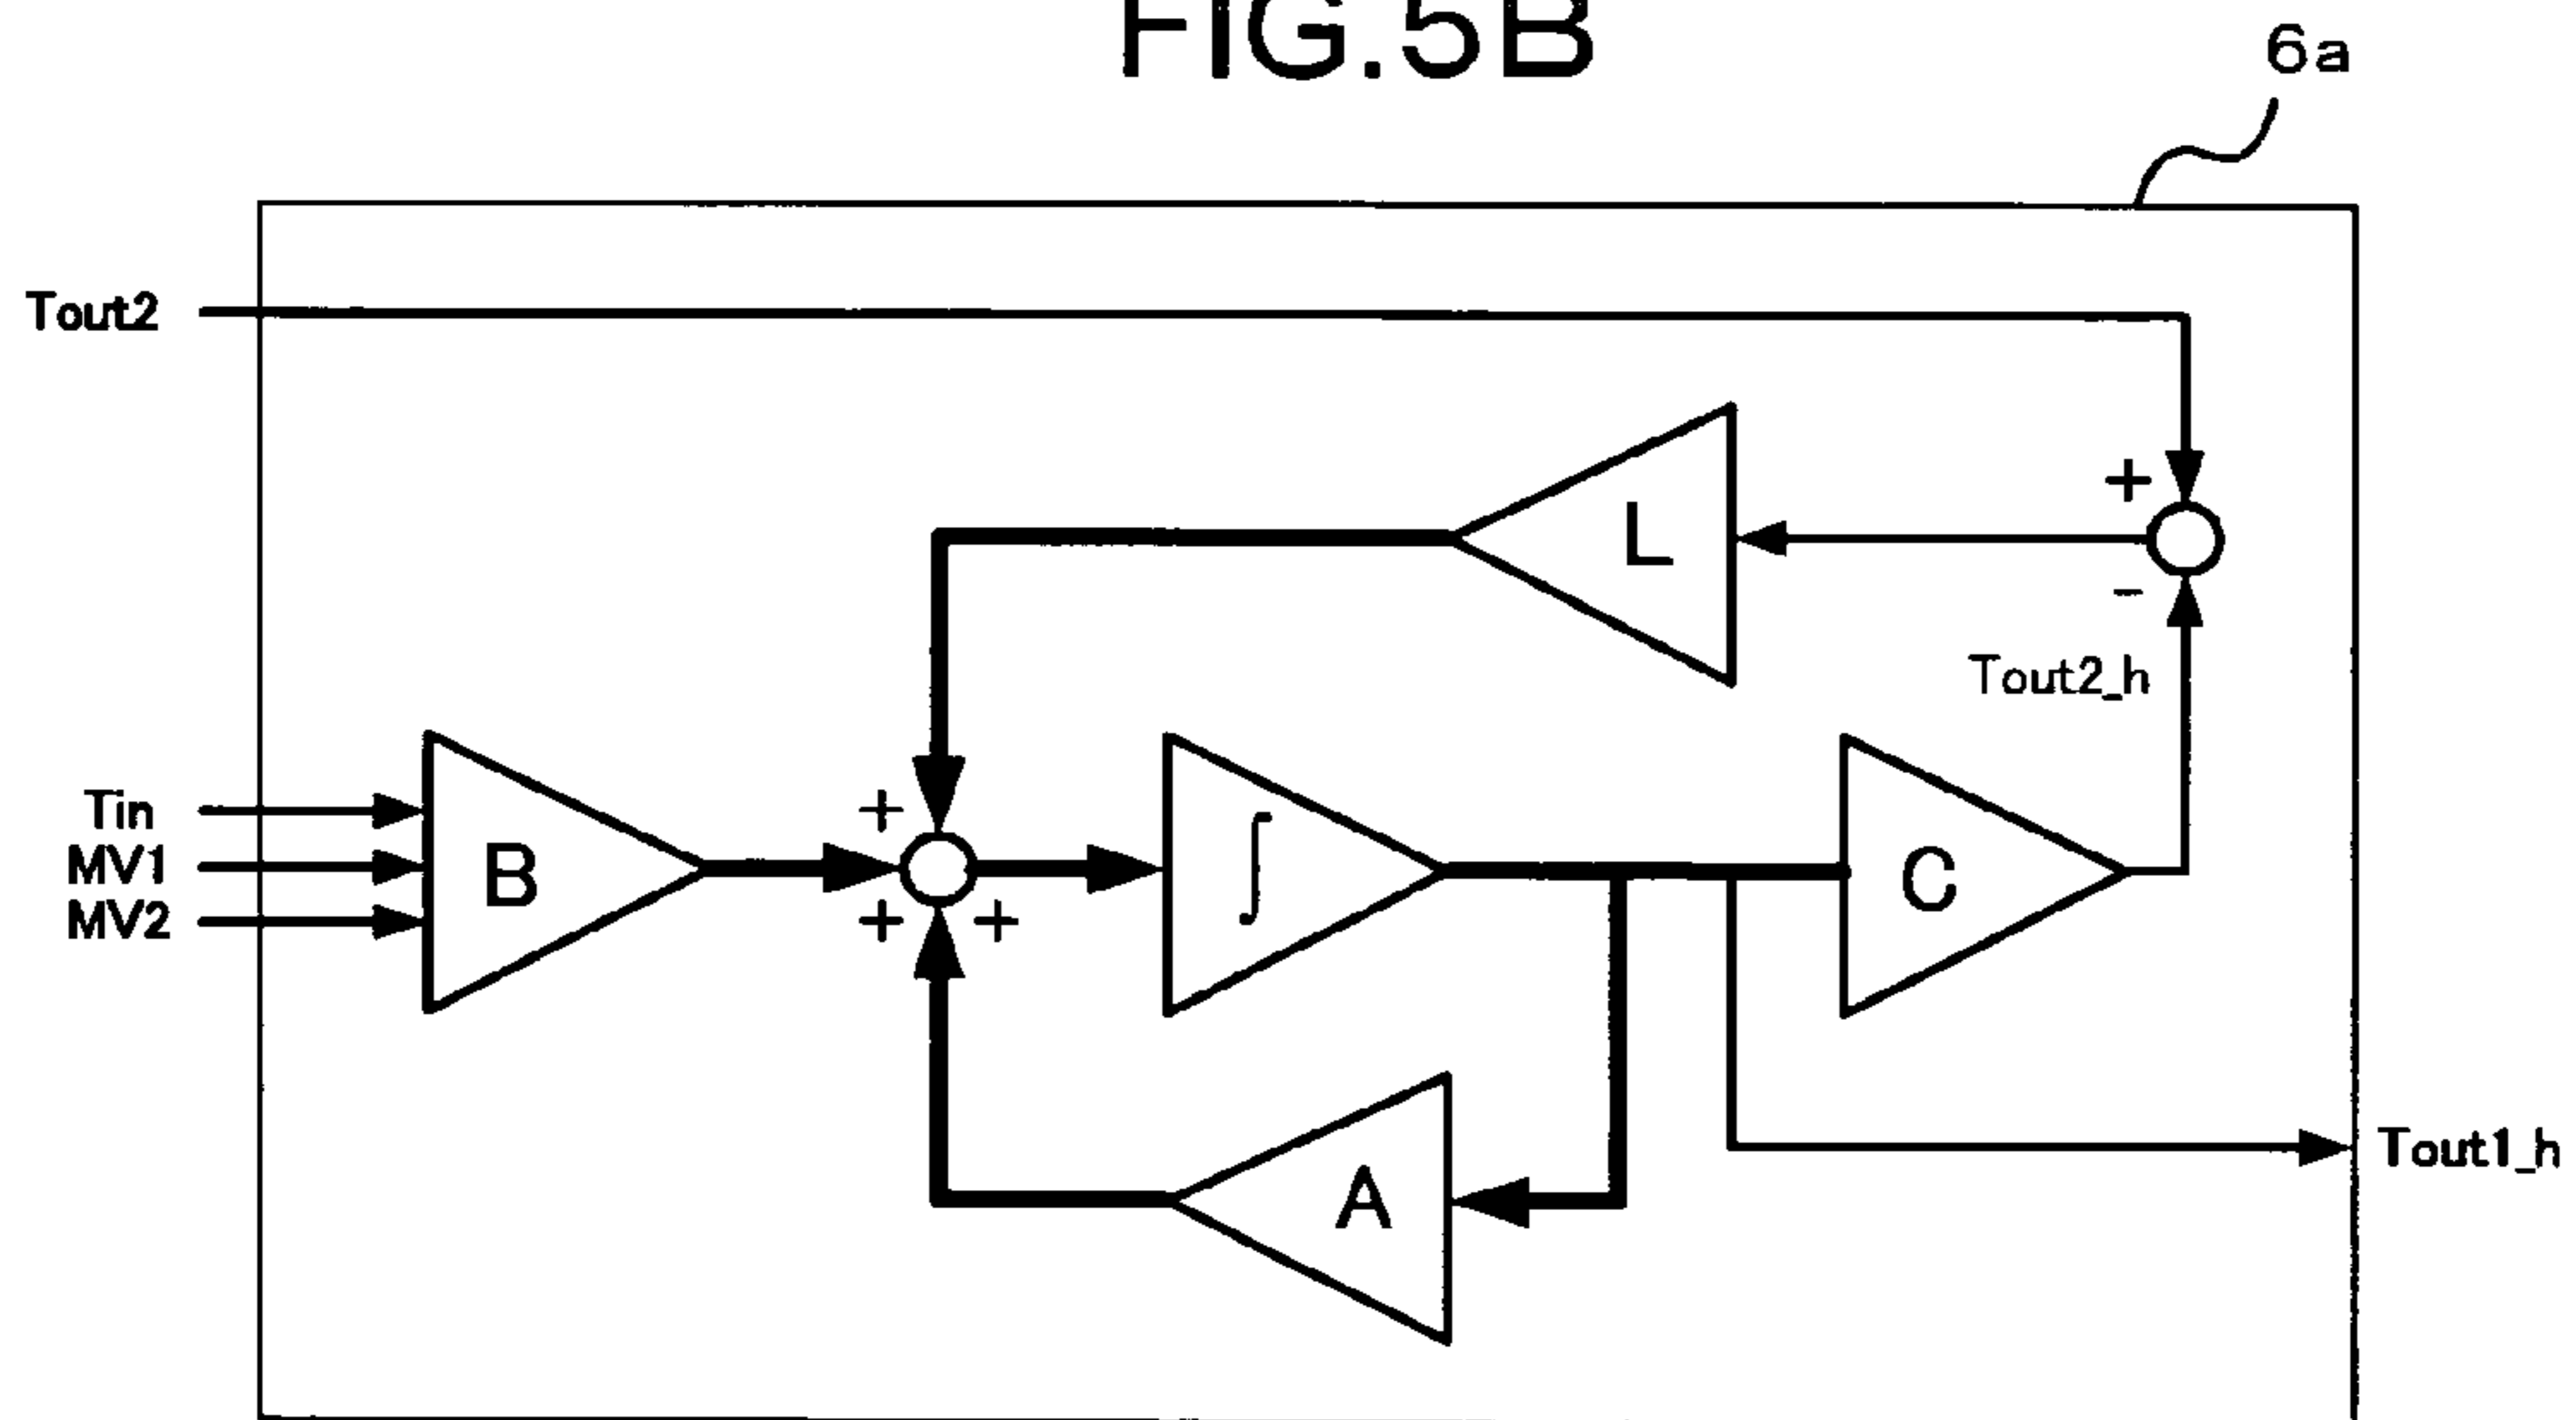 FIG.5B
6a
Tout2
+
L
-
Tout2_h
Tin
MV1
MV2
B
+
+
+
∫
C
A
Tout1_h